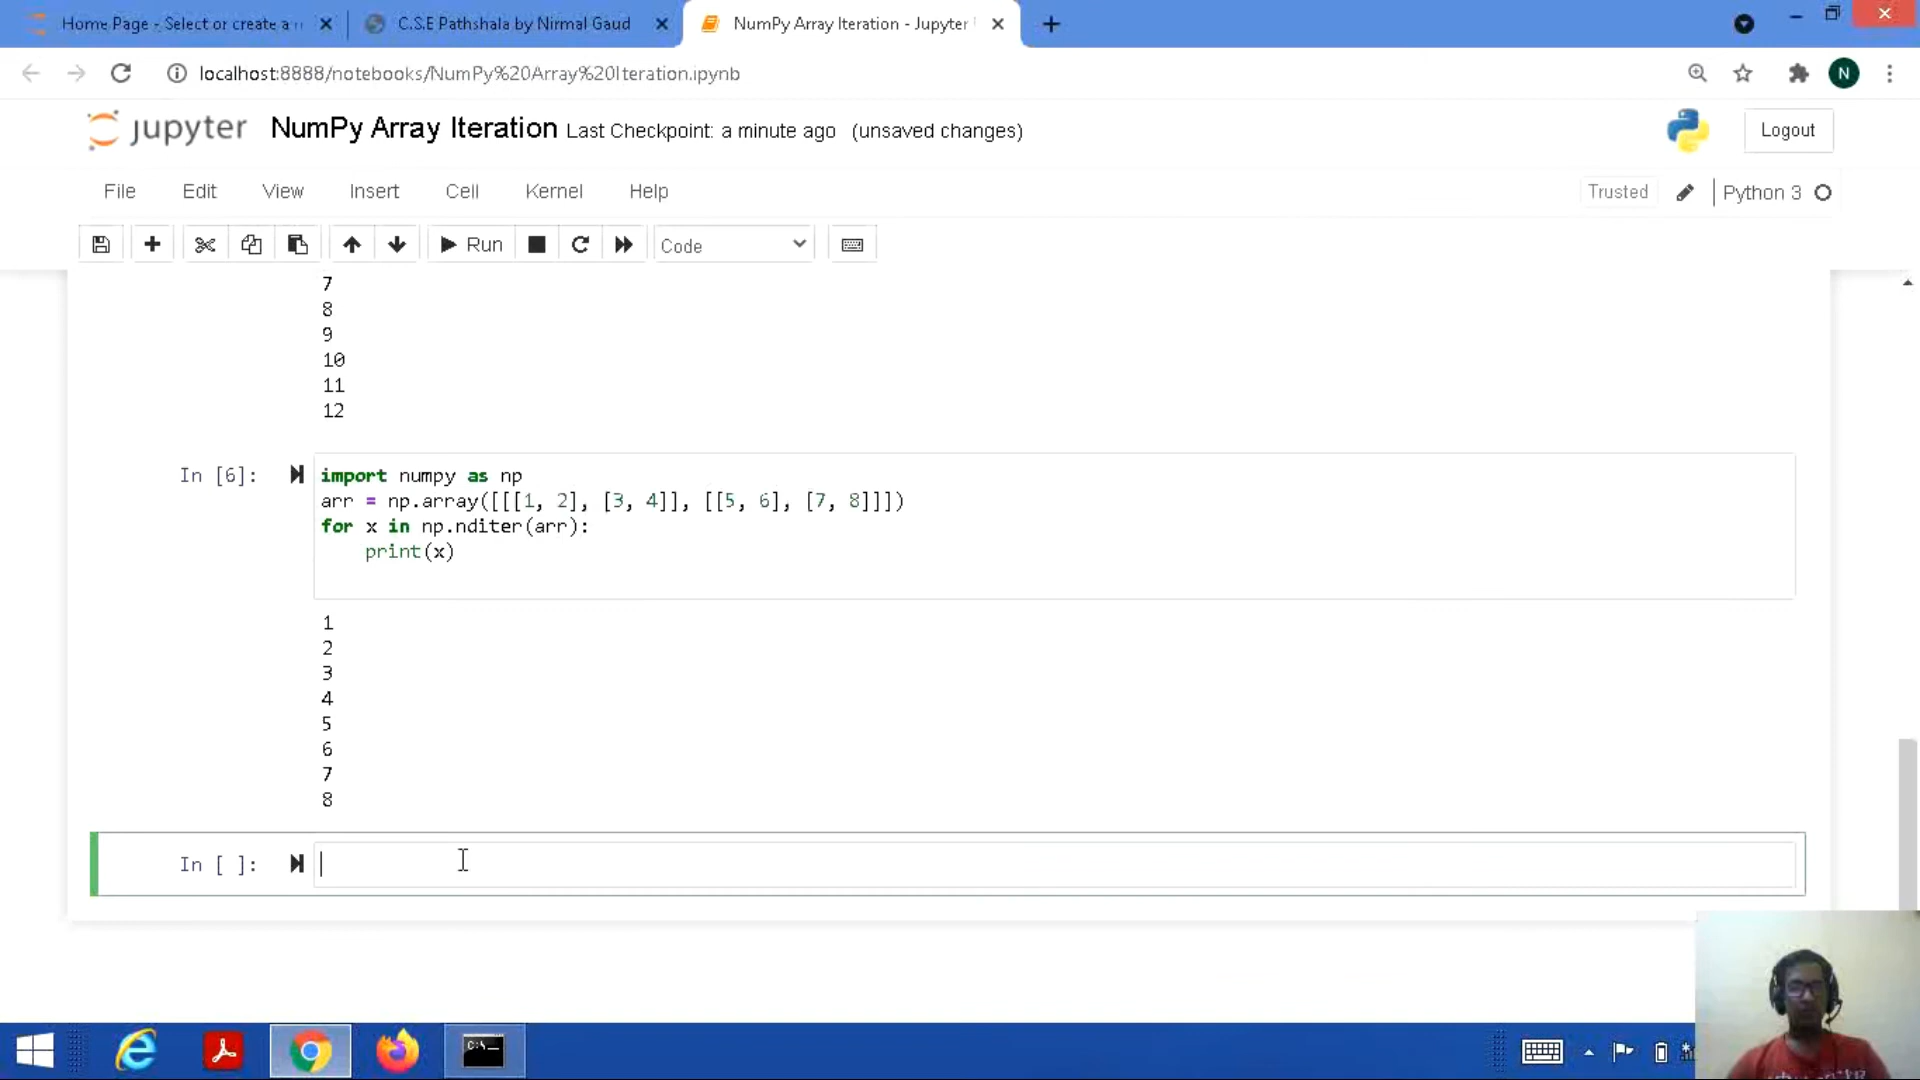 Home Page - Select or create a n
C.S.E Pathshala by Nirmal Gaud
NumPy Array Iteration - Jupyter
localhost:8888/notebooks/NumPy%20Array%20Iteration.ipynb
N
jupyter NumPy Array Iteration Last Checkpoint: a minute ago (unsaved changes)
Logout
File Edit View Insert Cell Kernel Help
Trusted Python 3
Run Code
7
8
9
10
11
12
In [6]: import numpy as np
arr = np.array([[[1, 2], [3, 4]], [[5, 6], [7, 8]]])
for x in np.nditer(arr):
    print(x)
1
2
3
4
5
6
7
8
In [ ]:
C:\_